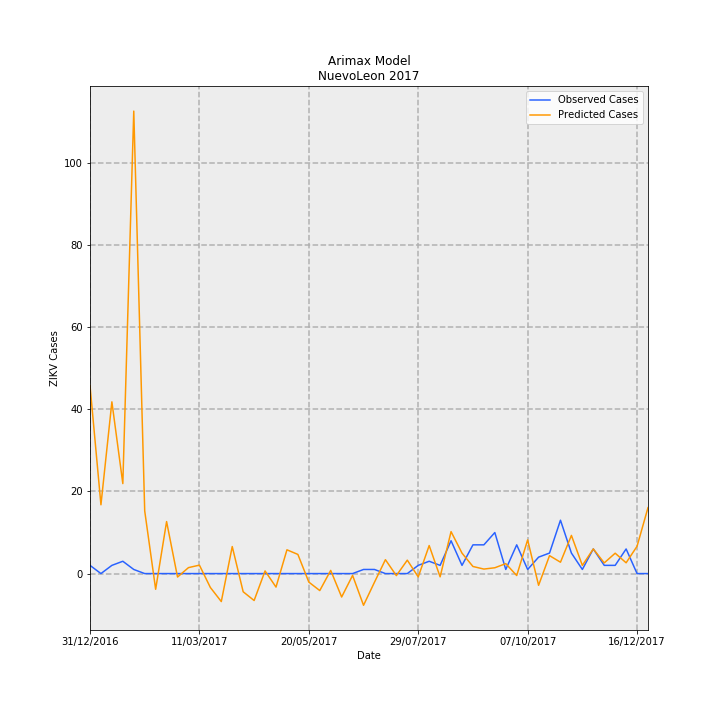 Arimax Model
NuevoLeon 2017
Observed Cases
Predicted Cases
ZIKV Cases
100
80
60
40
20
0
31/12/2016
11/03/2017
20/05/2017
29/07/2017
07/10/2017
16/12/2017
Date